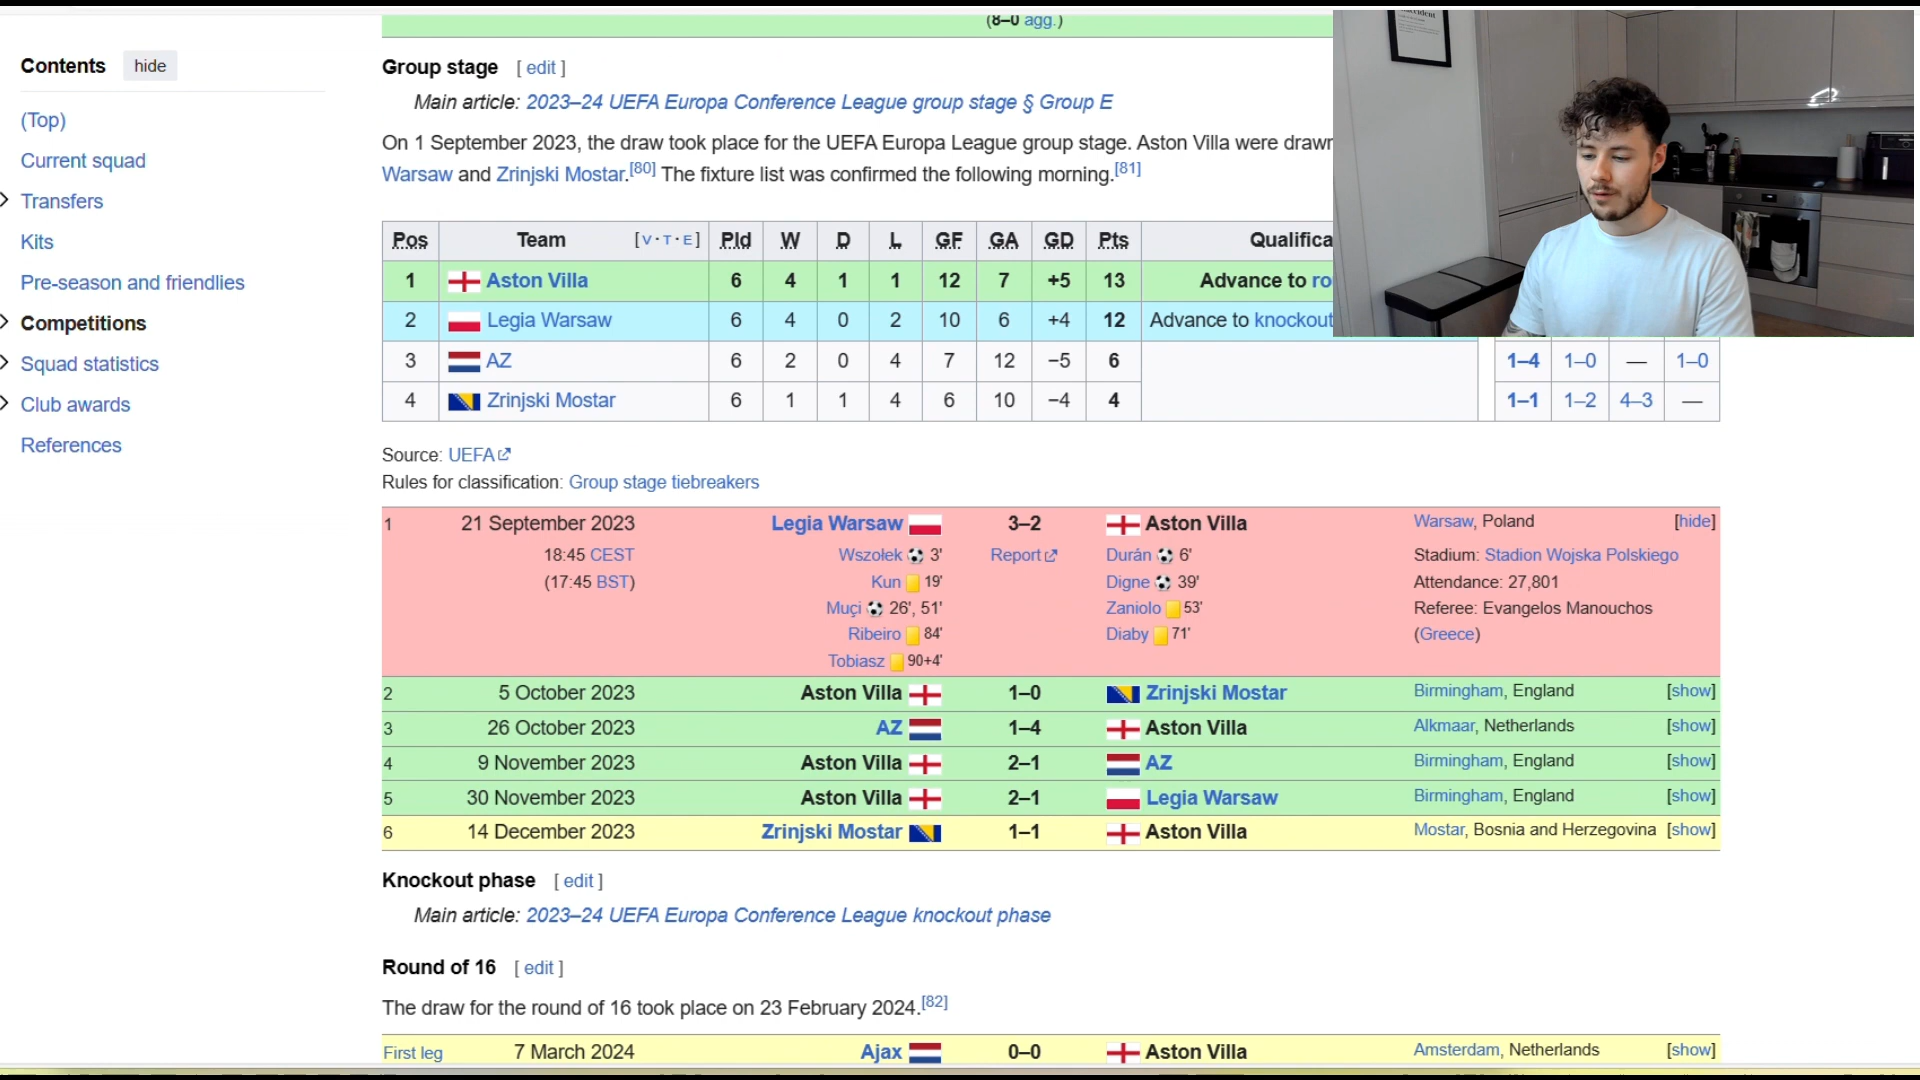 (8–0 agg.)
Contents hide
(Top)
Current squad
Transfers
Kits
Pre-season and friendlies
Competitions
Squad statistics
Club awards
References
Group stage [ edit ]
Main article: 2023–24 UEFA Europa Conference League group stage § Group E
On 1 September 2023, the draw took place for the UEFA Europa League group stage. Aston Villa were drawn
Warsaw and Zrinjski Mostar.[80] The fixture list was confirmed the following morning.[81]
Pos Team [V·T·E] Pld W D L GF GA GD Pts Qualifica
1 Aston Villa 6 4 1 1 12 7 +5 13 Advance to ro
2 Legia Warsaw 6 4 0 2 10 6 +4 12 Advance to knockout
3 AZ 6 2 0 4 7 12 −5 6 1–4 1–0 — 1–0
4 Zrinjski Mostar 6 1 1 4 6 10 −4 4 1–1 1–2 4–3 —
Source: UEFA
Rules for classification: Group stage tiebreakers
1 21 September 2023 Legia Warsaw 3–2 Aston Villa Warsaw, Poland [hide]
18:45 CEST Wszołek 3' Report Durán 6' Stadium: Stadion Wojska Polskiego
(17:45 BST) Kun 19' Digne 39' Attendance: 27,801
Muçi 26', 51' Zaniolo 53' Referee: Evangelos Manouchos
Ribeiro 84' Diaby 71' (Greece)
Tobiasz 90+4'
2 5 October 2023 Aston Villa 1–0 Zrinjski Mostar Birmingham, England [show]
3 26 October 2023 AZ 1–4 Aston Villa Alkmaar, Netherlands [show]
4 9 November 2023 Aston Villa 2–1 AZ Birmingham, England [show]
5 30 November 2023 Aston Villa 2–1 Legia Warsaw Birmingham, England [show]
6 14 December 2023 Zrinjski Mostar 1–1 Aston Villa Mostar, Bosnia and Herzegovina [show]
Knockout phase [ edit ]
Main article: 2023–24 UEFA Europa Conference League knockout phase
Round of 16 [ edit ]
The draw for the round of 16 took place on 23 February 2024.[82]
First leg 7 March 2024 Ajax 0–0 Aston Villa Amsterdam, Netherlands [show]